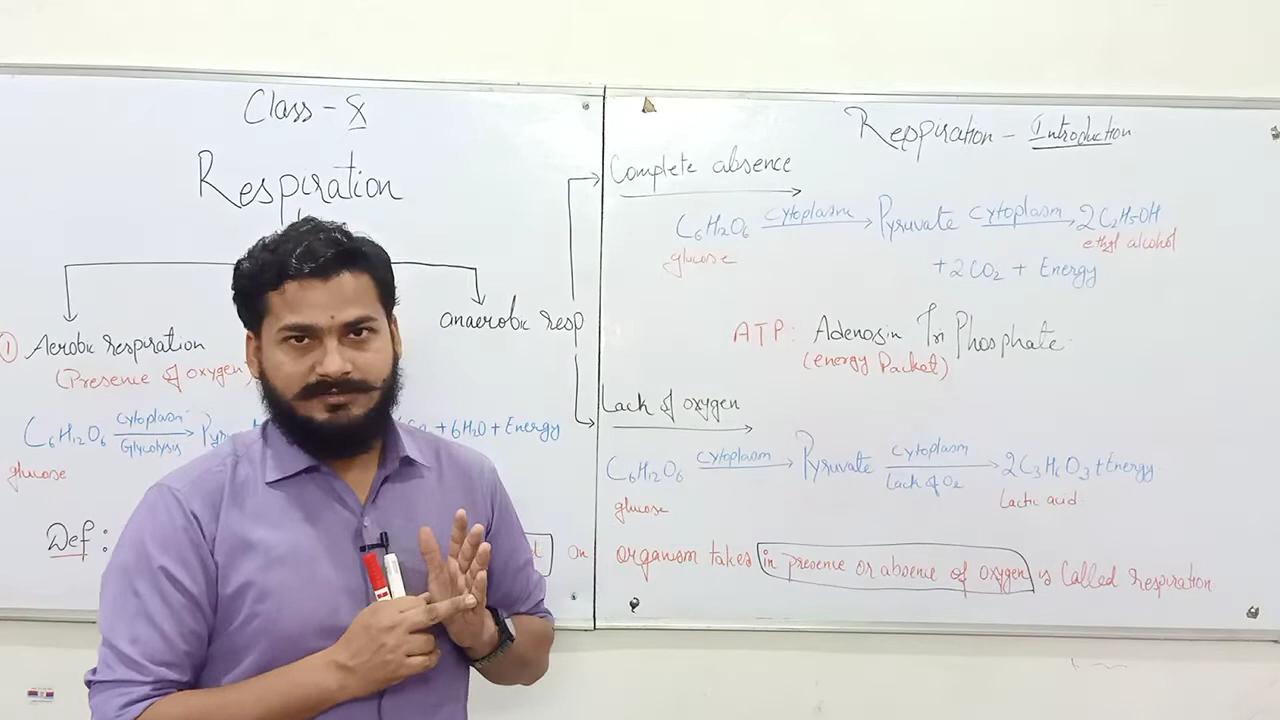 Class - X
Respiration
① Aerobic respiration
(Presence of oxygen)
C6H12O6 cytoplasm Glycolysis → Pyr + 6H2O + Energy
glucose
Def :
anaerobic resp
Respiration - Introduction
Complete absence
C6H12O6 cytoplasm → Pyruvate cytoplasm → 2C2H5OH
glucose ethyl alcohol
+ 2CO2 + Energy
ATP : Adenosin Tri Phosphate
(energy Packet)
Lack of oxygen
C6H12O6 cytoplasm → Pyruvate cytoplasm Lack of O2 → 2C3H6O3 + Energy
glucose Lactic acid
an organism takes in presence or absence of oxygen is called respiration